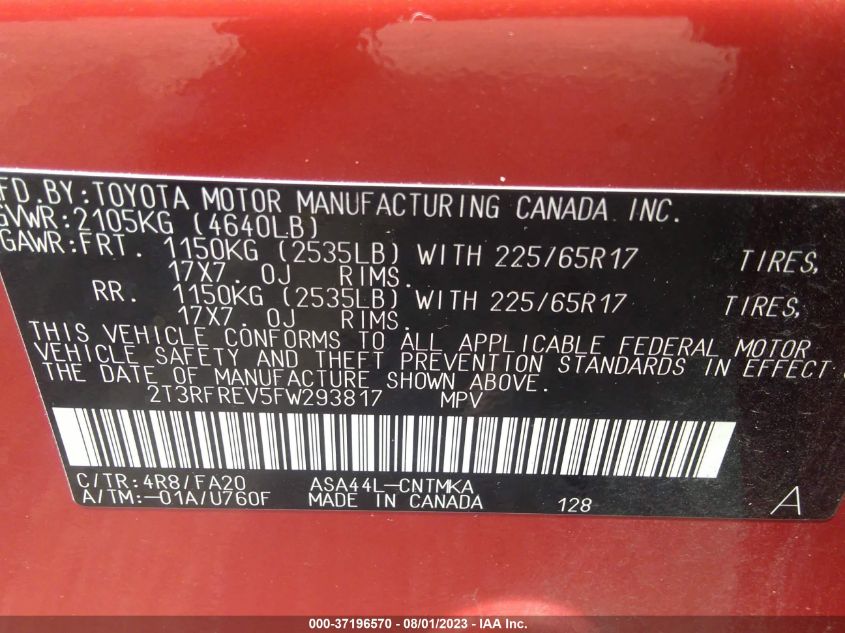 FD. BY: TOYOTA MOTOR MANUFACTURING CANADA INC.
GVWR: 2105KG (4640LB)
GAWR: FRT. 1150KG (2535LB) WITH 225/65R17 TIRES,
17X7. 0J RIMS.
RR. 1150KG (2535LB) WITH 225/65R17 TIRES,
17X7. 0J RIMS.
THIS VEHICLE CONFORMS TO ALL APPLICABLE FEDERAL MOTOR
VEHICLE SAFETY AND THEFT PREVENTION STANDARDS IN EFFECT
THE DATE OF MANUFACTURE SHOWN ABOVE.
2T3RFREV5FW293817 MPV
C/TR: 4R8/FA20 ASA44L-CNTMKA
A/TM: -01A/U760F MADE IN CANADA 128 A
000-37196570 - 08/01/2023 - IAA Inc.